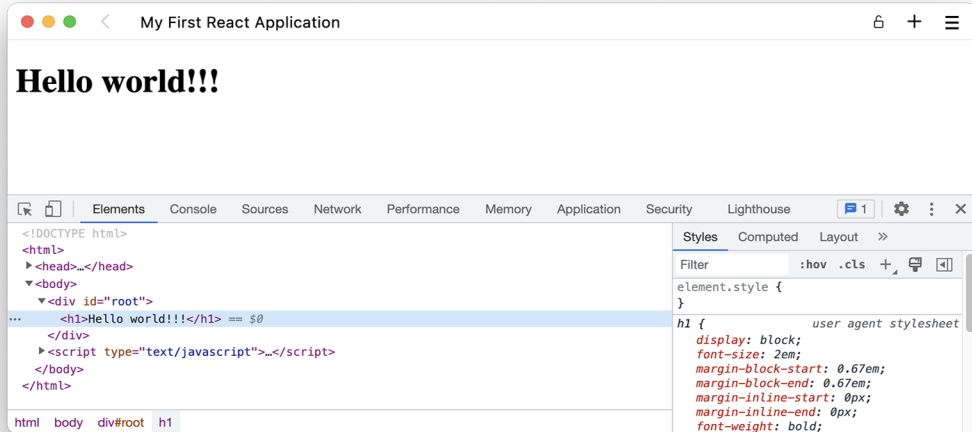 My First React Application
Hello world!!!
Elements Console Sources Network Performance Memory Application Security Lighthouse 1
<!DOCTYPE html>
<html>
<head>…</head>
<body>
<div id="root">
<h1>Hello world!!!</h1> == $0
</div>
<script type="text/javascript">…</script>
</body>
</html>
html body div#root h1
Styles Computed Layout
Filter :hov .cls
element.style {
}
h1 { user agent stylesheet
display: block;
font-size: 2em;
margin-block-start: 0.67em;
margin-block-end: 0.67em;
margin-inline-start: 0px;
margin-inline-end: 0px;
font-weight: bold;